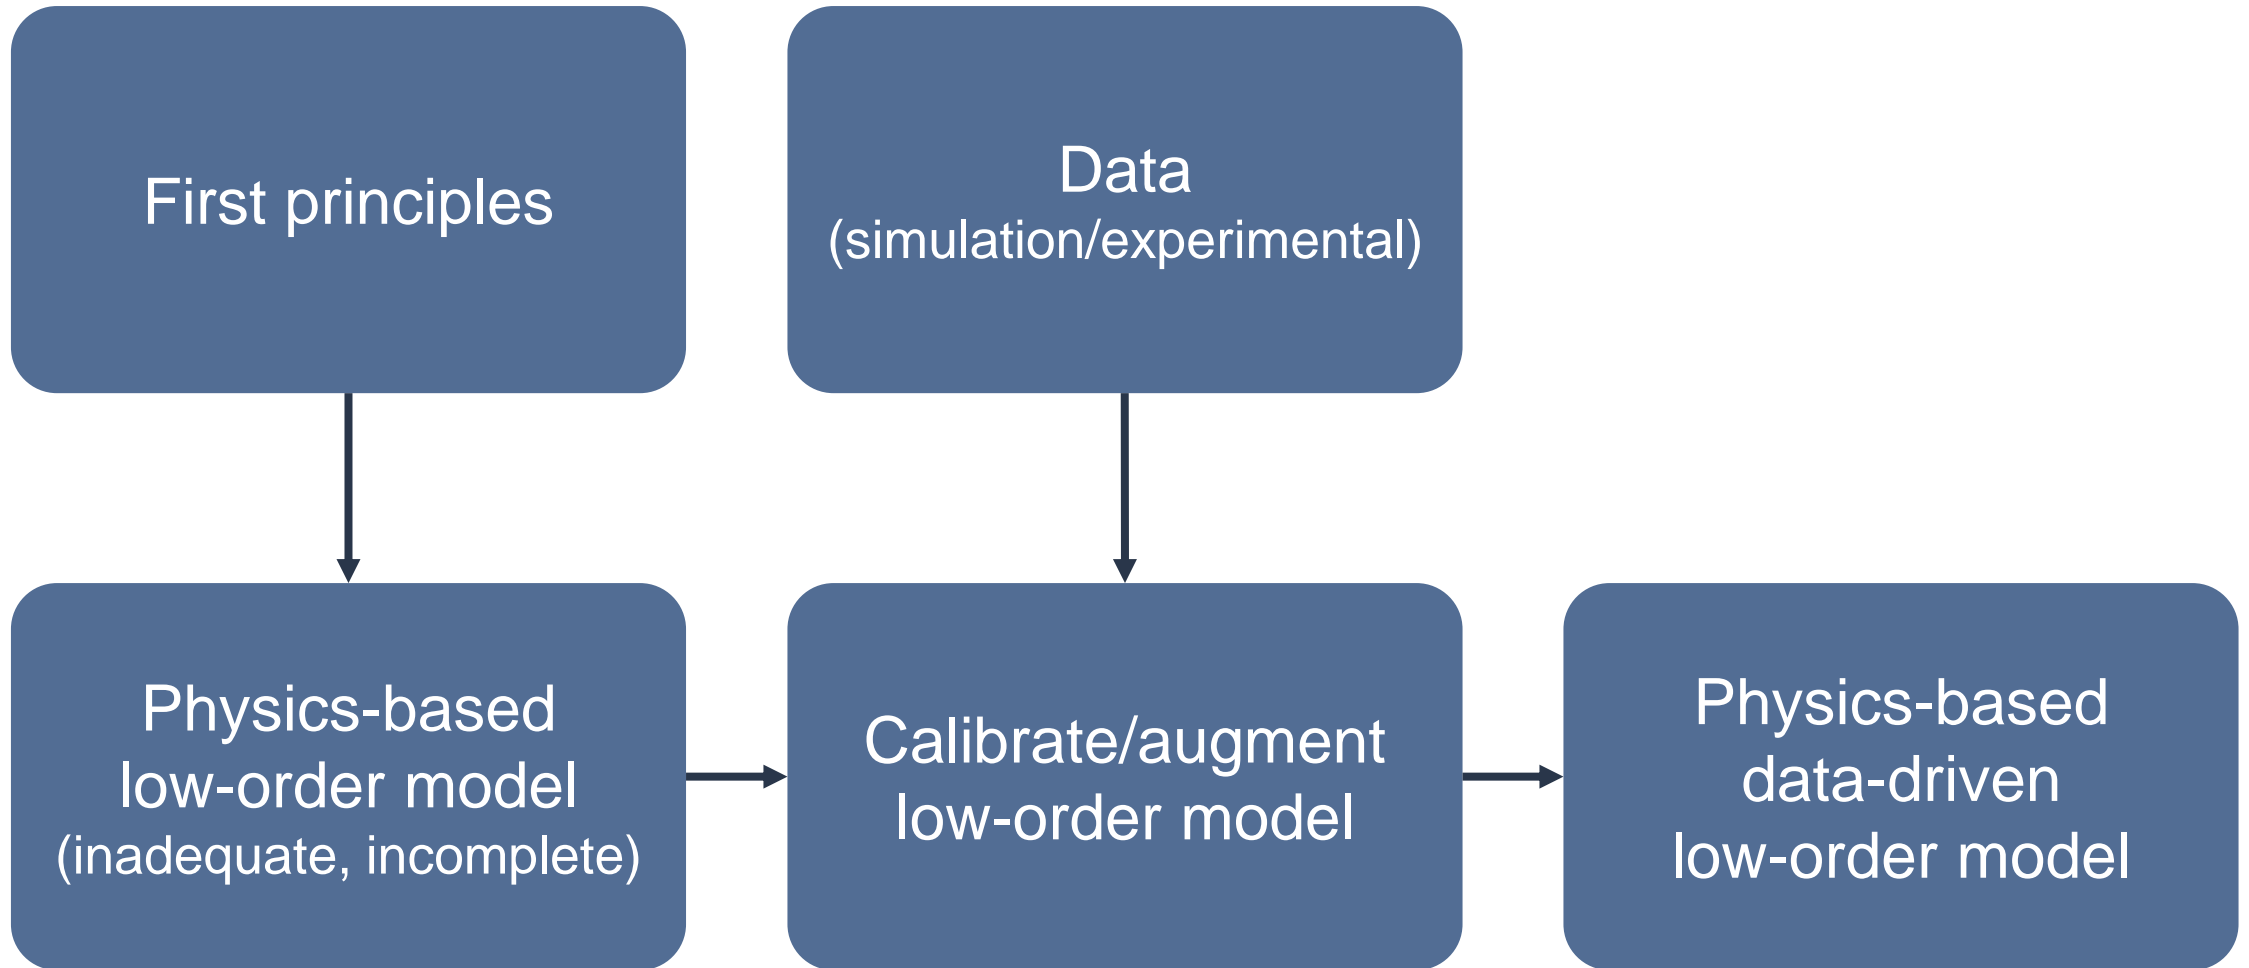 First principles
Data
(simulation/experimental)
Physics-based
low-order model
(inadequate, incomplete)
Calibrate/augment
low-order model
Physics-based
data-driven
low-order model